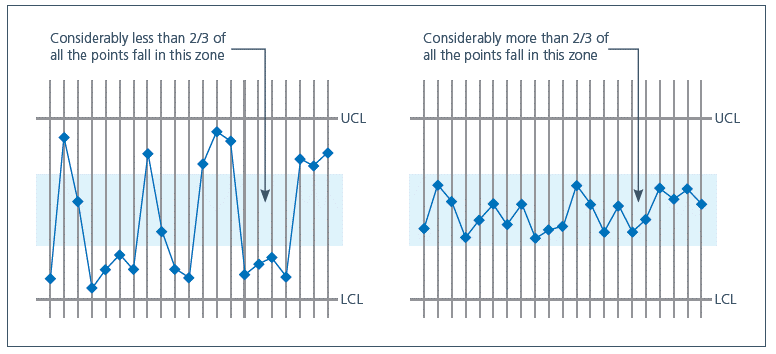 Considerably less than 2/3 of
all the points fall in this zone
UCL
LCL
Considerably more than 2/3 of
all the points fall in this zone
UCL
LCL